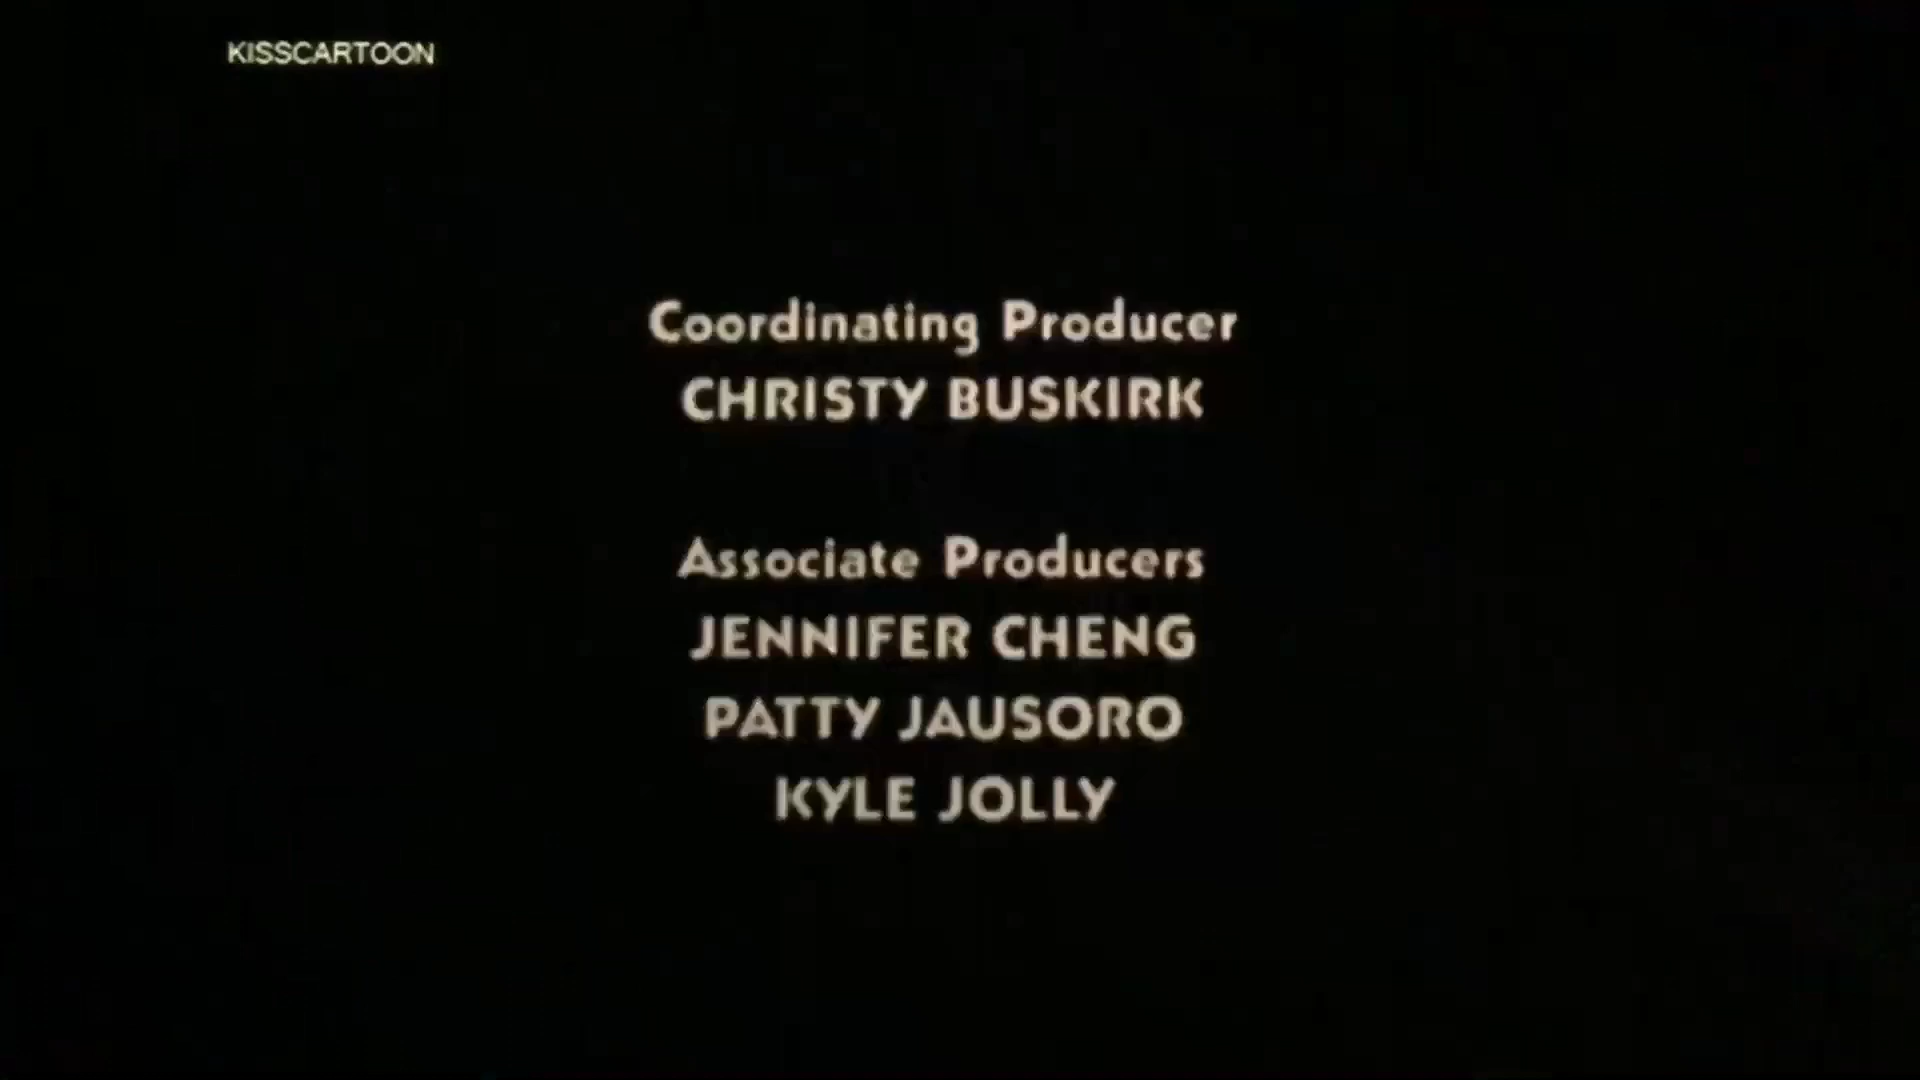 KISSCARTOON
Coordinating Producer
CHRISTY BUSKIRK
Associate Producers
JENNIFER CHENG
PATTY JAUSORO
KYLE JOLLY